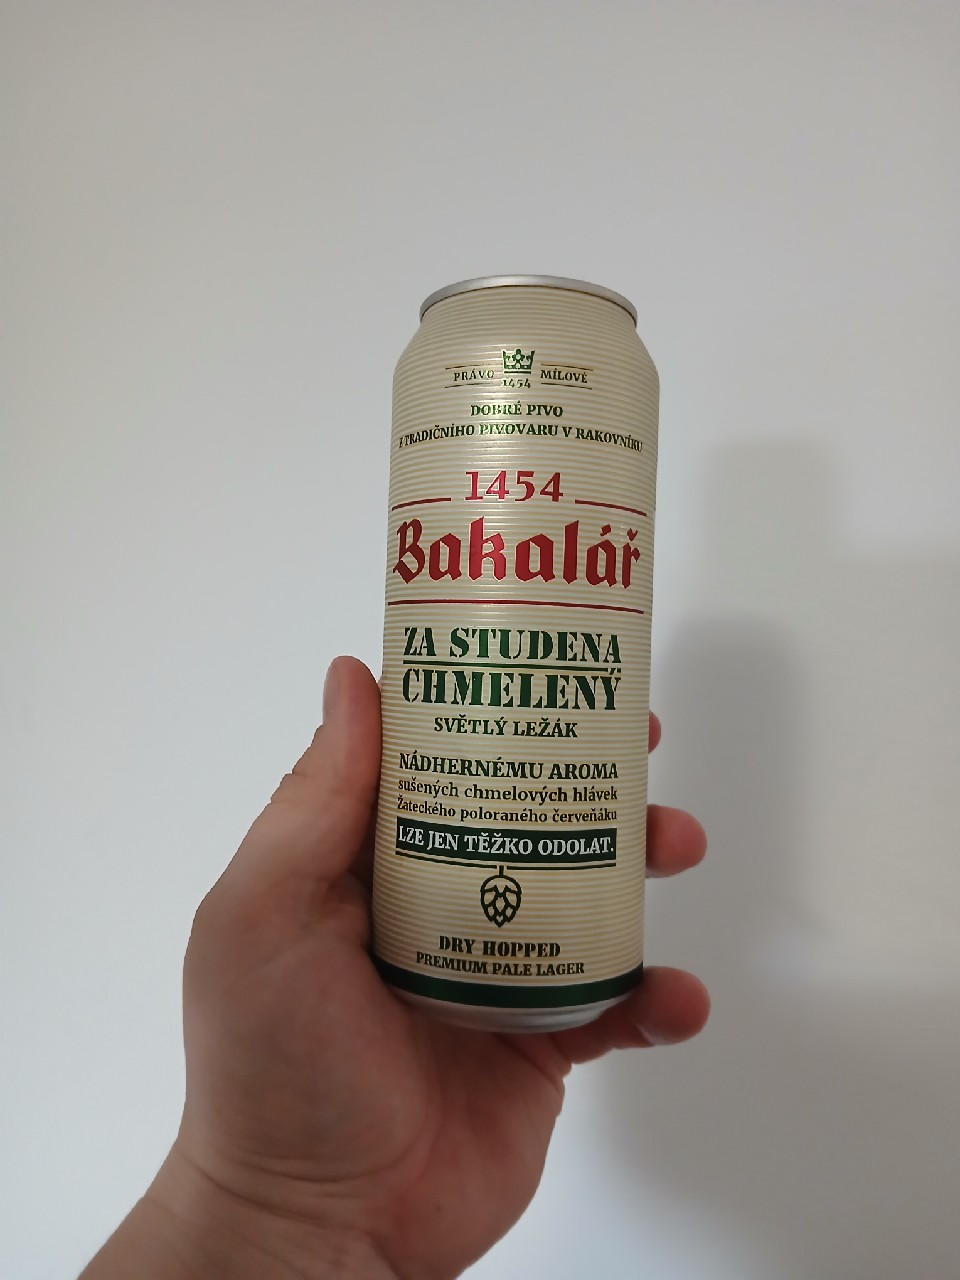 PRÁVO MÍLOVÉ
1454
DOBRÉ PIVO
Z TRADIČNÍHO PIVOVARU V RAKOVNÍKU
1454
Bakalář
ZA STUDENA
CHMELENÝ
SVĚTLÝ LEŽÁK
NÁDHERNÉMU AROMA
sušených chmelových hlávek
Žateckého poloraného červeňáku
LZE JEN TĚŽKO ODOLAT.
DRY HOPPED
PREMIUM PALE LAGER